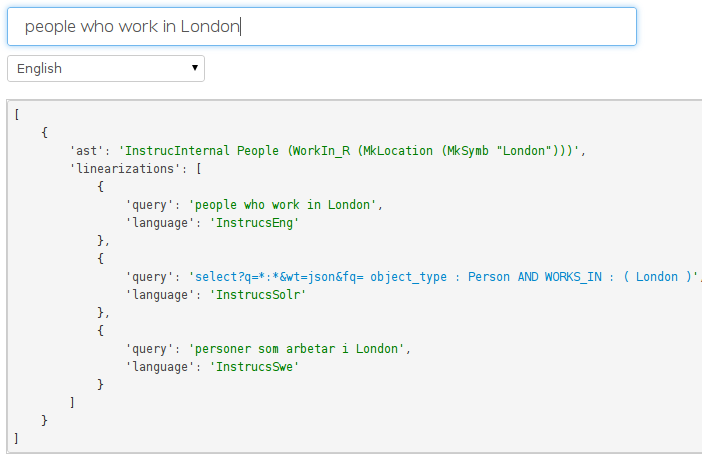 people who work in London
English
[
{
'ast': 'InstrucInternal People (WorkIn_R (MkLocation (MkSymb "London")))',
'linearizations': [
{
'query': 'people who work in London',
'language': 'InstrucsEng'
},
{
'query': 'select?q=*:*&wt=json&fq= object_type : Person AND WORKS_IN : ( London )',
'language': 'InstrucsSolr'
},
{
'query': 'personer som arbetar i London',
'language': 'InstrucsSwe'
}
]
}
]